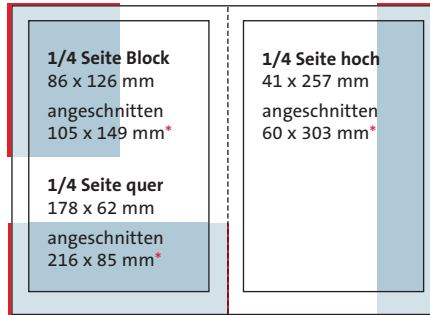 1/4 Seite Block
86 x 126 mm
angeschnitten
105 x 149 mm*
1/4 Seite quer
178 x 62 mm
angeschnitten
216 x 85 mm*
1/4 Seite hoch
41 x 257 mm
angeschnitten
60 x 303 mm*